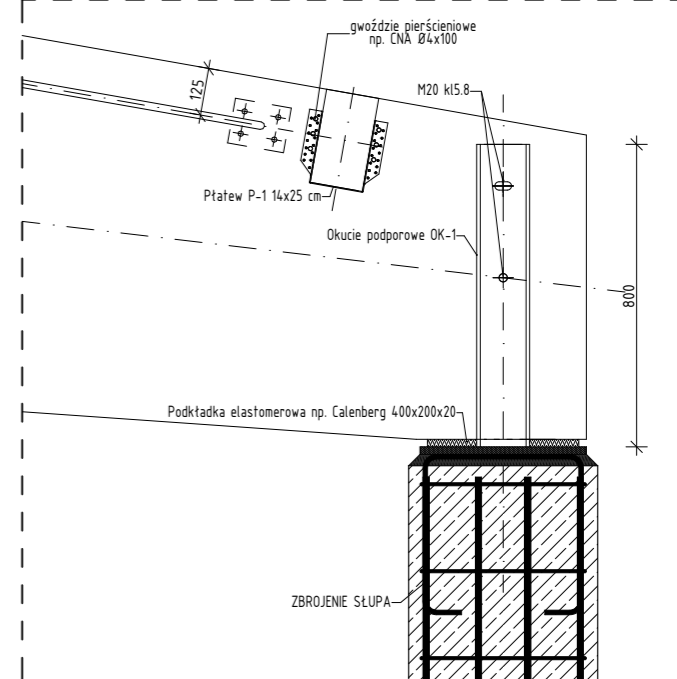 gwoździe pierścieniowe
np. CNA Ø4x100
125
M20 kl5.8
Płatew P-1 14x25 cm
Okucie podporowe OK-1
800
Podkładka elastomerowa np. Calenberg 400x200x20
ZBROJENIE SŁUPA